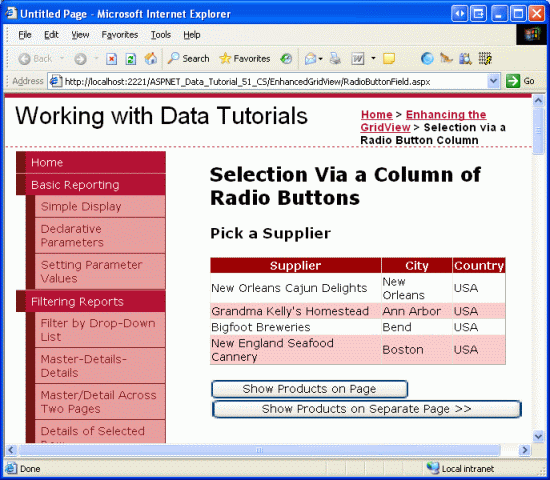 Untitled Page - Microsoft Internet Explorer
File Edit View Favorites Tools Help
Back Search Favorites
Address http://localhost:2221/ASPNET_Data_Tutorial_51_CS/EnhancedGridView/RadioButtonField.aspx Go
Working with Data Tutorials
Home > Enhancing the
GridView > Selection via a
Radio Button Column
Home
Basic Reporting
Simple Display
Declarative
Parameters
Setting Parameter
Values
Filtering Reports
Filter by Drop-Down
List
Master-Details-
Details
Master/Detail Across
Two Pages
Details of Selected
Selection Via a Column of
Radio Buttons
Pick a Supplier
Supplier City Country
New Orleans Cajun Delights New
Orleans USA
Grandma Kelly's Homestead Ann Arbor USA
Bigfoot Breweries Bend USA
New England Seafood
Cannery Boston USA
Show Products on Page
Show Products on Separate Page >>
Done Local intranet